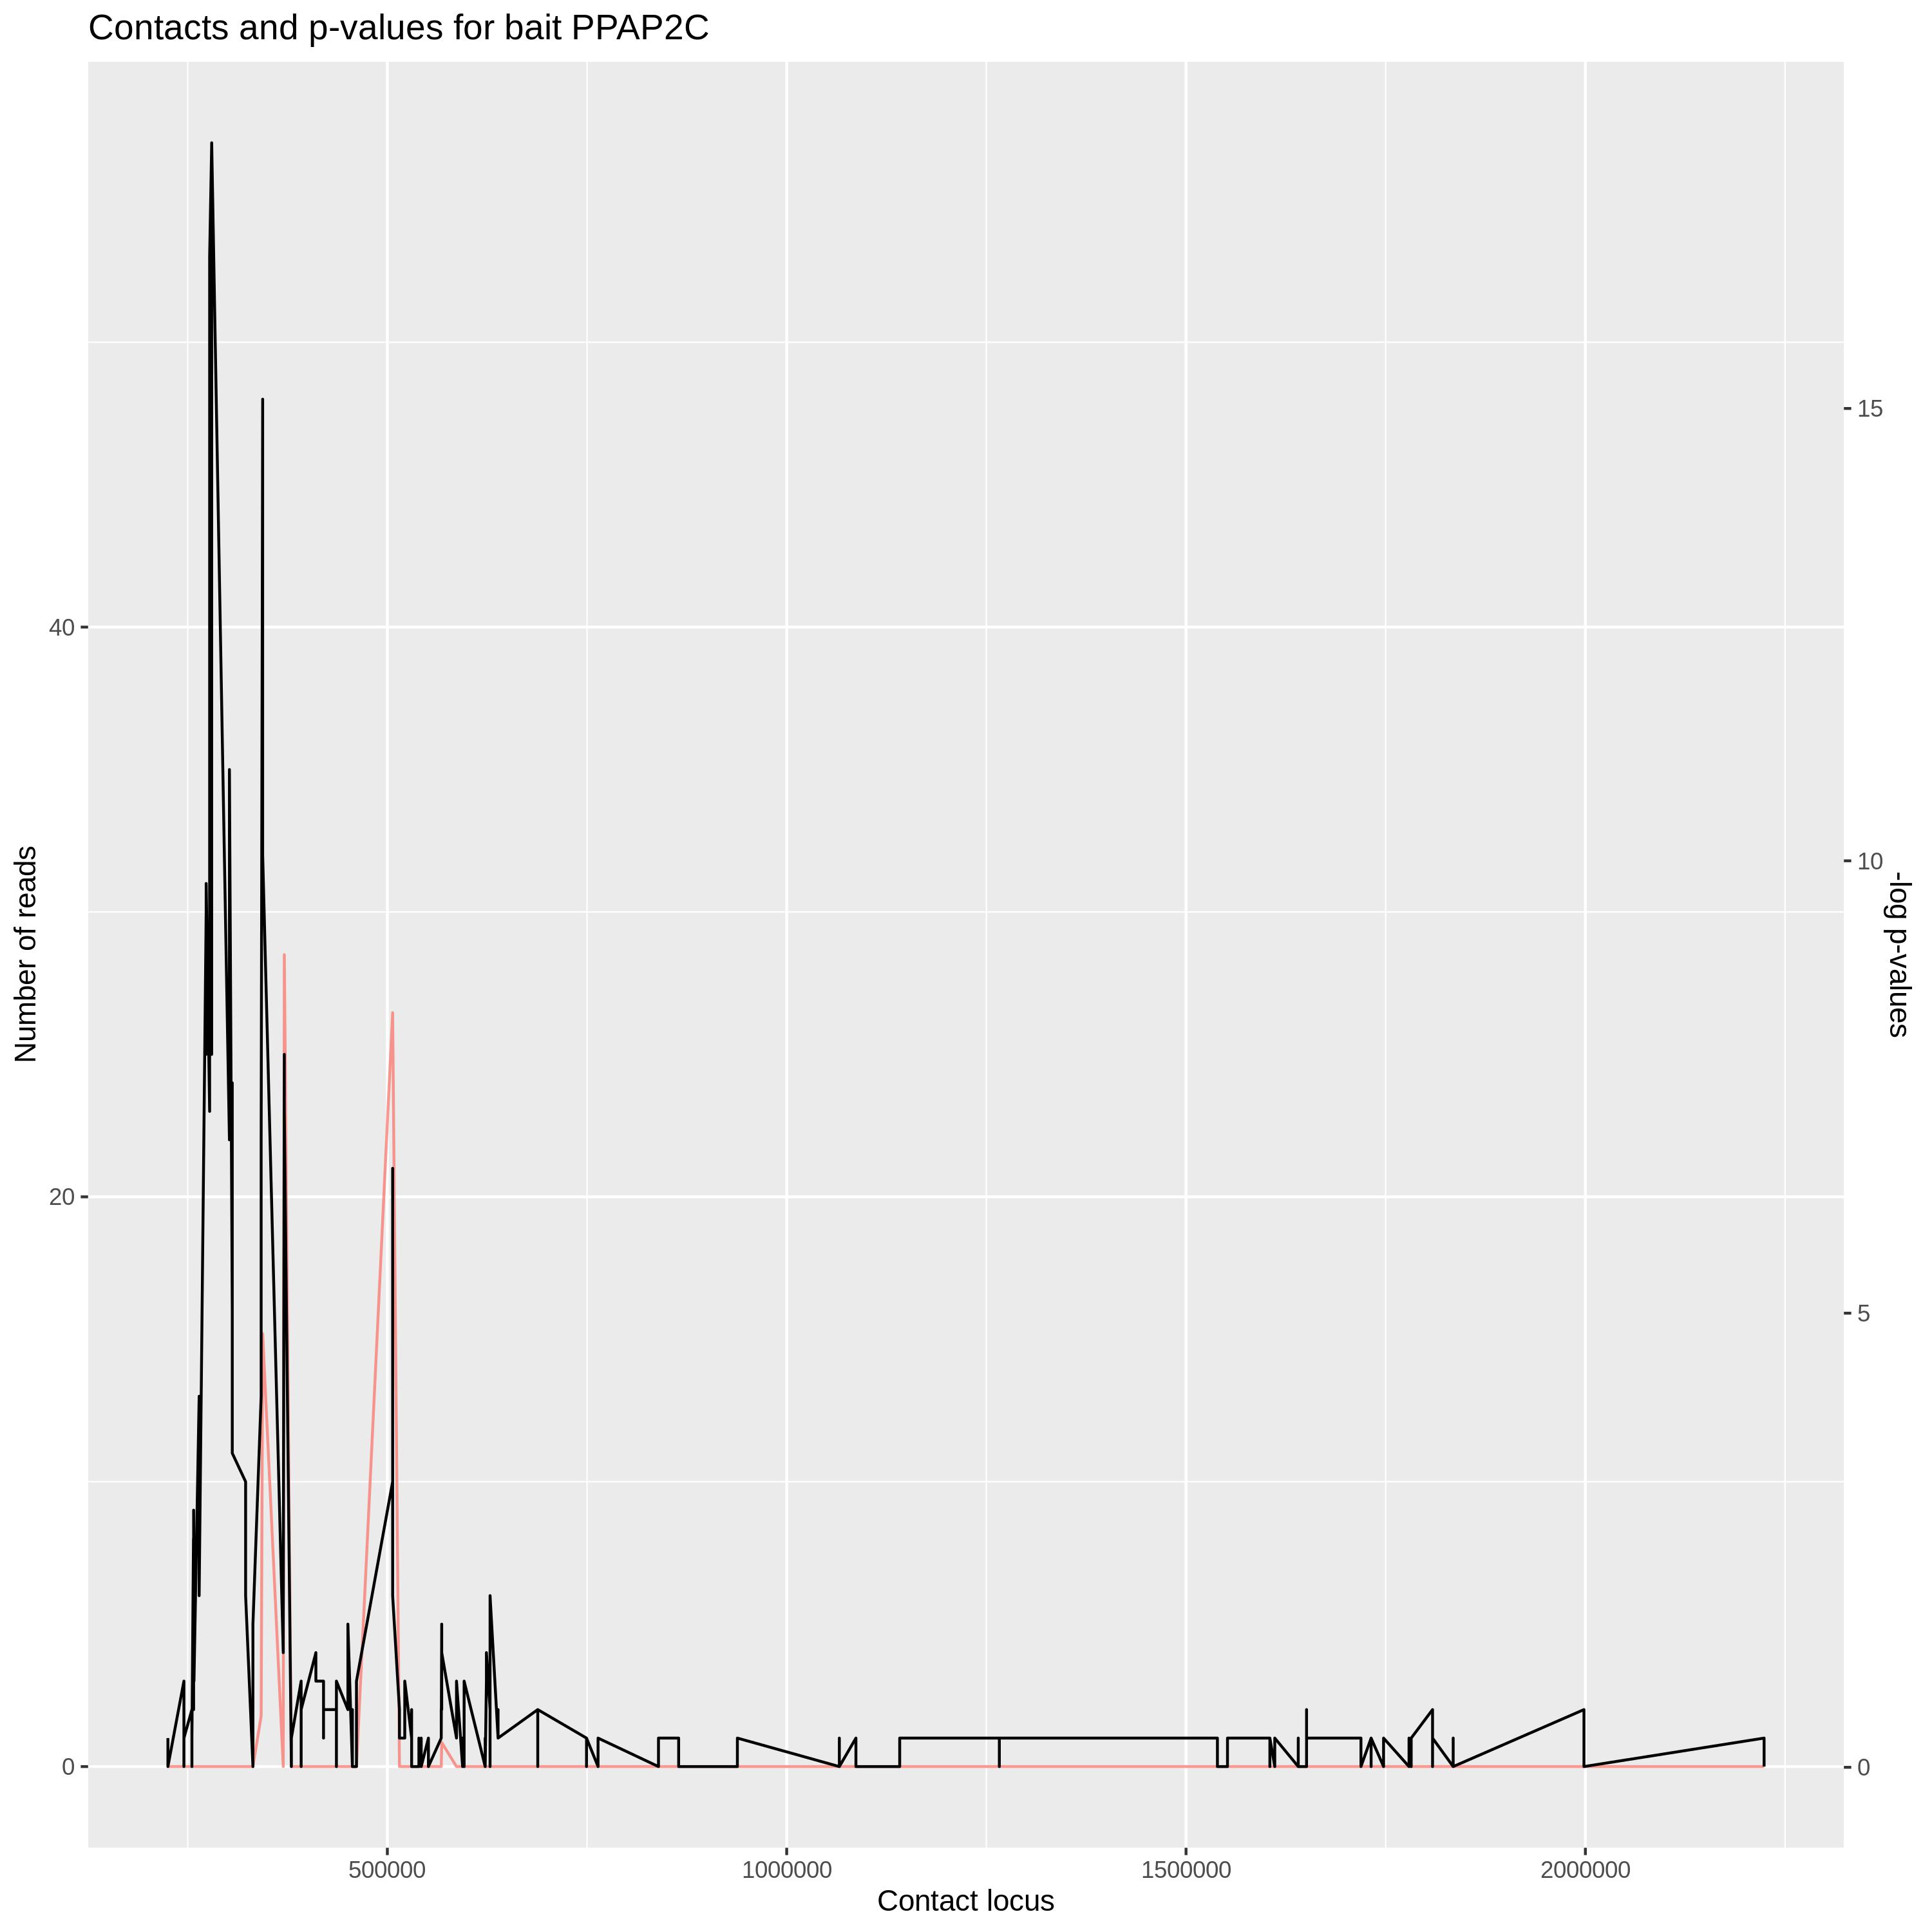 Contacts and p-values for bait PPAP2C
Number of reads
40
20
0
15
10
5
0
-log p-values
500000
1000000
1500000
2000000
Contact locus